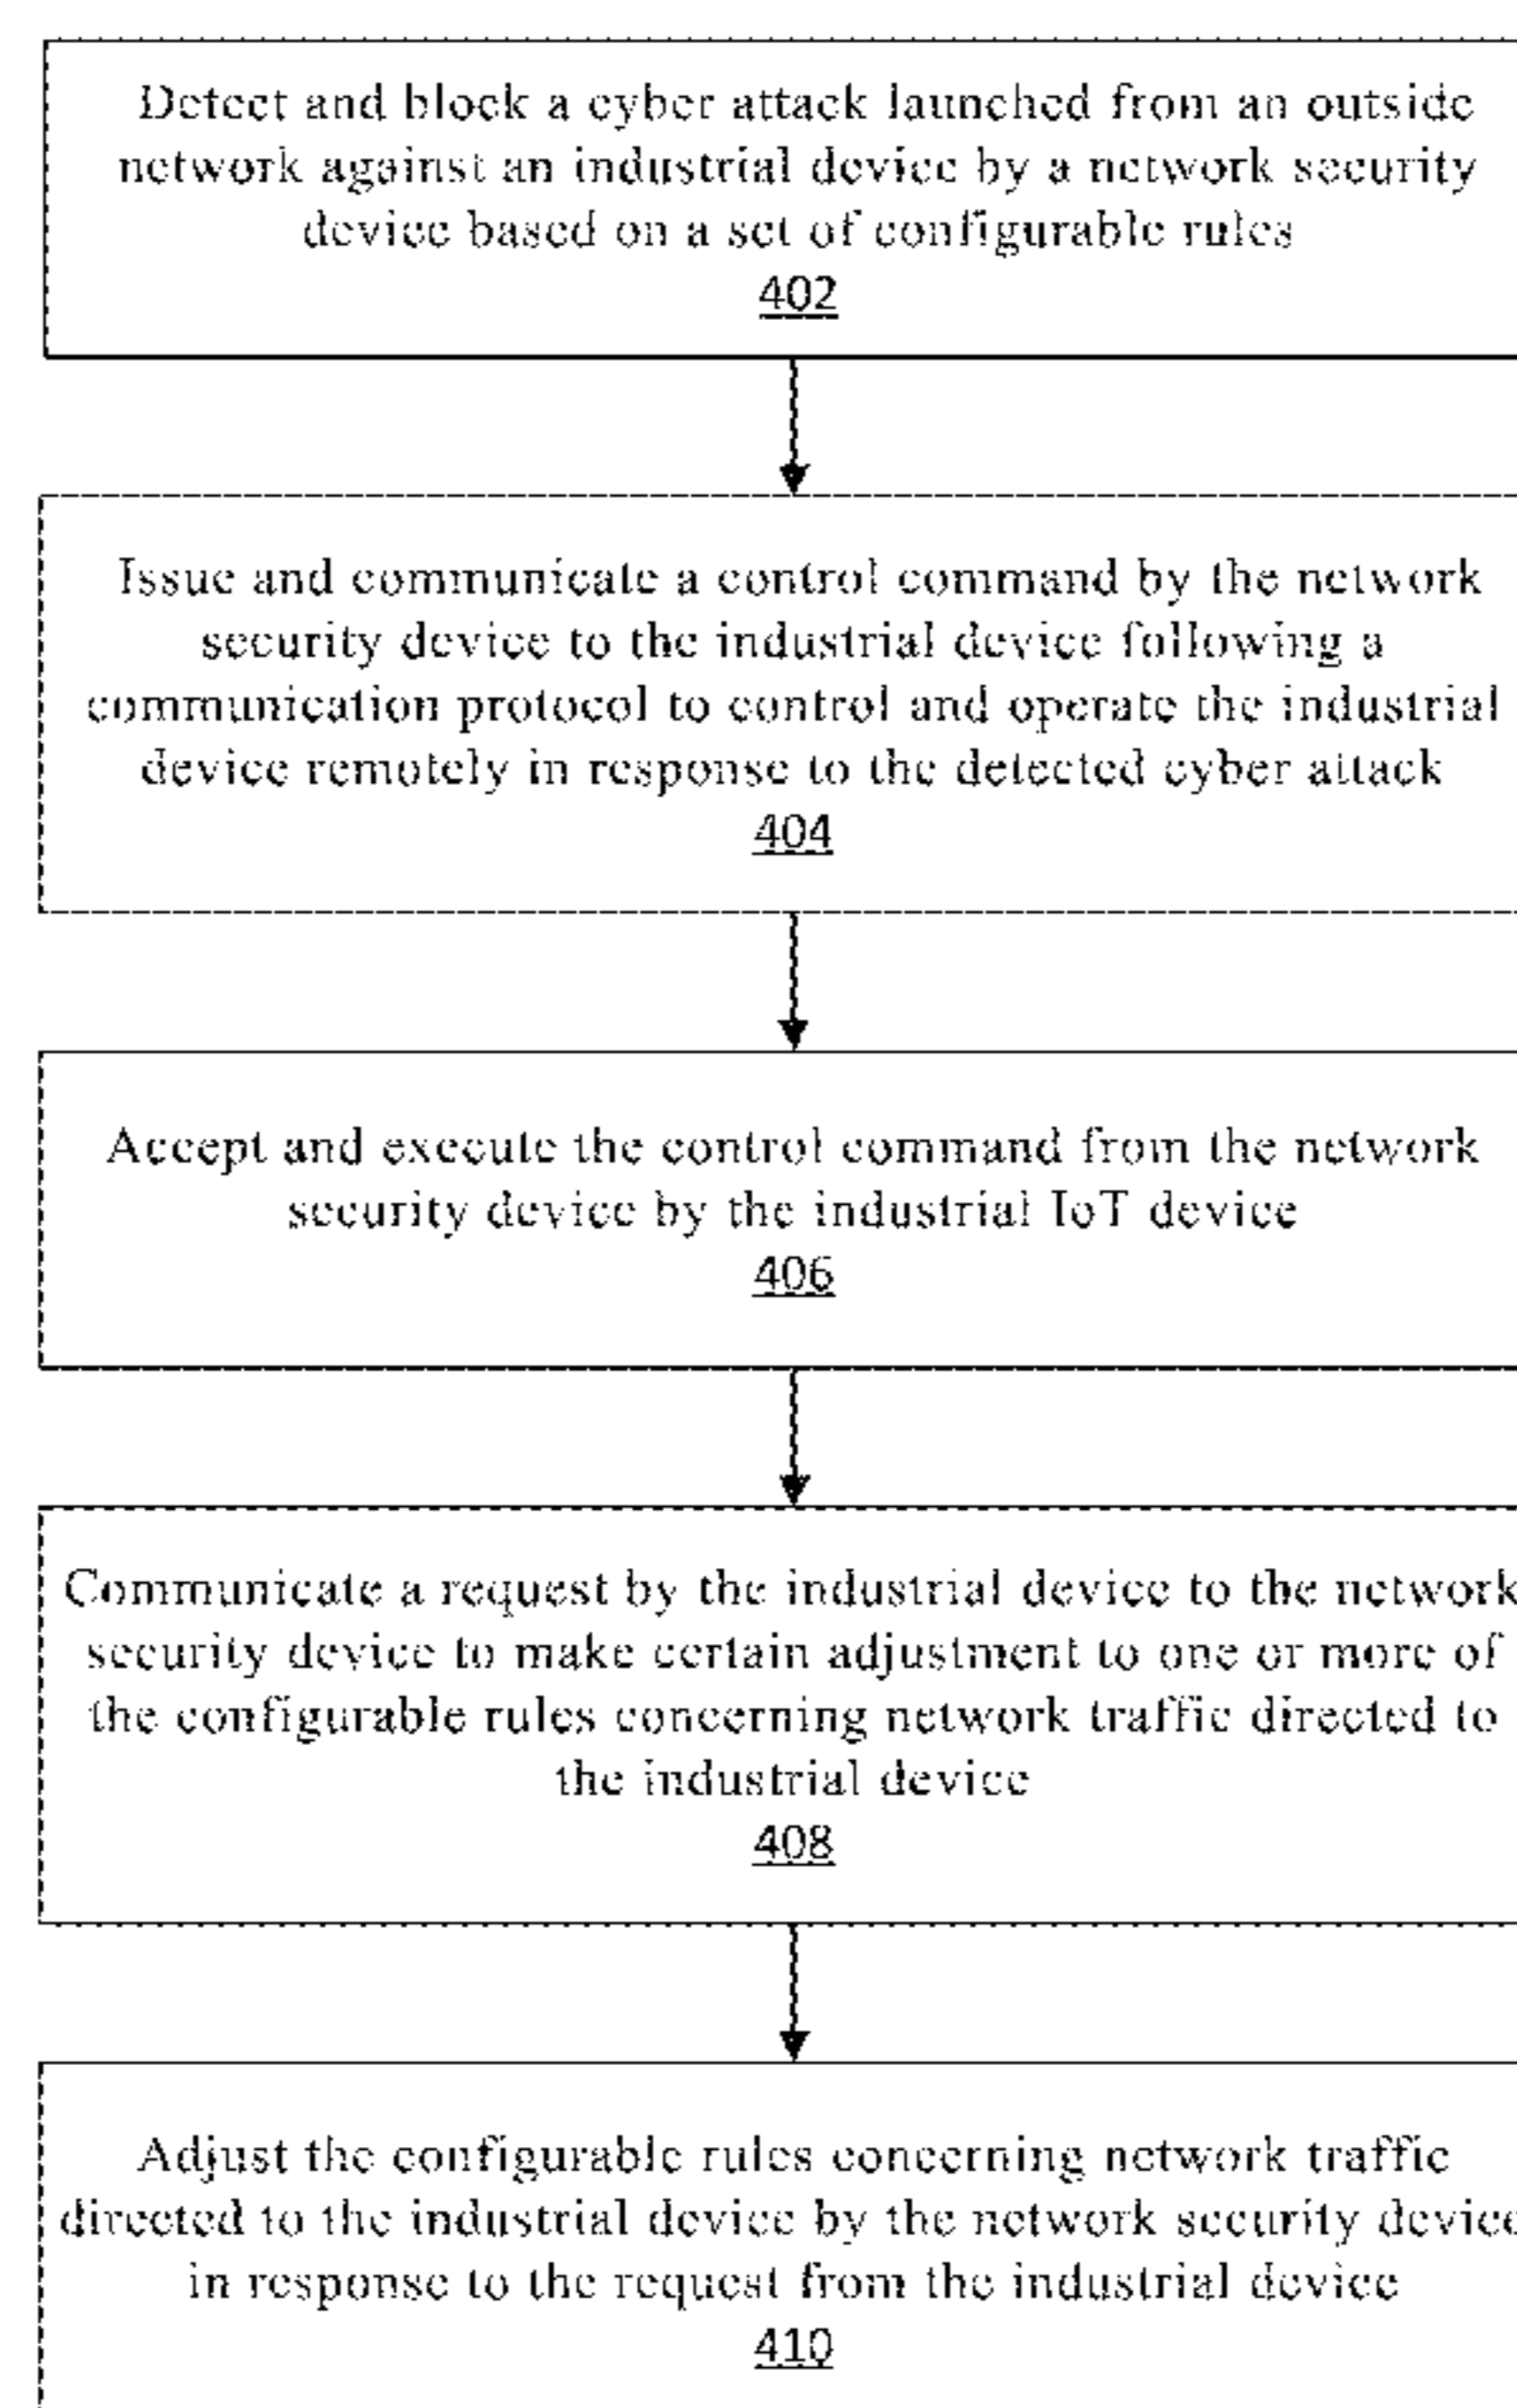 Detect and block a cyber attack launched from an outside
network against an industrial device by a network security
device based on a set of configurable rules
402
Issue and communicate a control command by the network
security device to the industrial device following a
communication protocol to control and operate the industrial
device remotely in response to the detected cyber attack
404
Accept and execute the control command from the network
security device by the industrial IoT device
406
Communicate a request by the industrial device to the network
security device to make certain adjustment to one or more of
the configurable rules concerning network traffic directed to
the industrial device
408
Adjust the configurable rules concerning network traffic
directed to the industrial device by the network security device
in response to the request from the industrial device
410